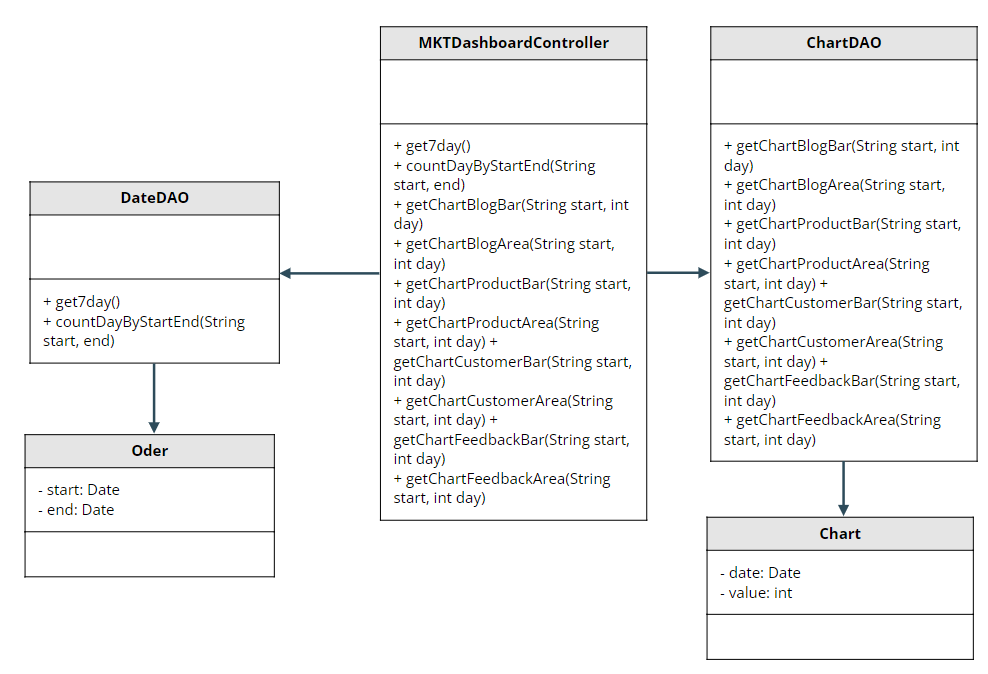 MKTDashboardController
+ get7day()
+ countDayByStartEnd(String
start, end)
+ getChartBlogBar(String start, int
day)
+ getChartBlogArea(String start,
int day)
+ getChartProductBar(String start,
int day)
+ getChartProductArea(String
start, int day) +
getChartCustomerBar(String start,
int day)
+ getChartCustomerArea(String
start, int day) +
getChartFeedbackBar(String start,
int day)
+ getChartFeedbackArea(String
start, int day)
ChartDAO
+ getChartBlogBar(String start, int
day)
+ getChartBlogArea(String start,
int day)
+ getChartProductBar(String start,
int day)
+ getChartProductArea(String
start, int day) +
getChartCustomerBar(String start,
int day)
+ getChartCustomerArea(String
start, int day) +
getChartFeedbackBar(String start,
int day)
+ getChartFeedbackArea(String
start, int day)
DateDAO
+ get7day()
+ countDayByStartEnd(String
start, end)
Oder
- start: Date
- end: Date
Chart
- date: Date
- value: int